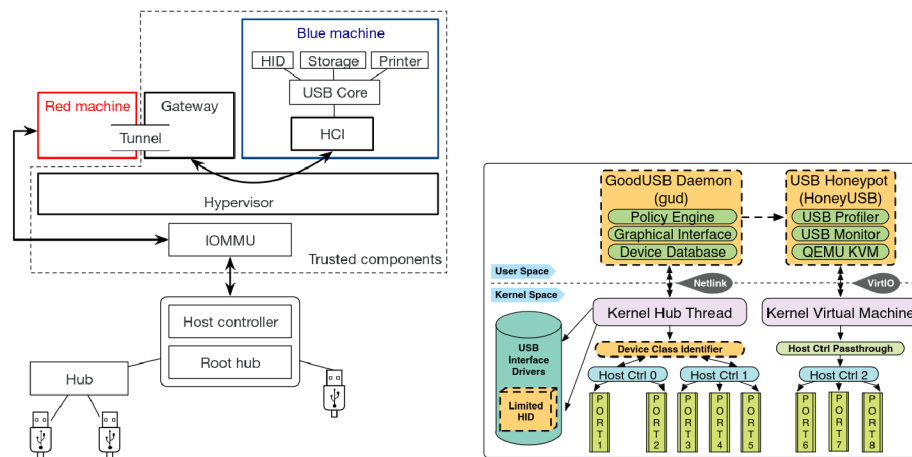 Blue machine
HID
Storage
Printer
USB Core
HCI
Red machine
Gateway
Tunnel
Hypervisor
IOMMU
Trusted components
Host controller
Root hub
Hub
GoodUSB Daemon
(gud)
Policy Engine
Graphical Interface
Device Database
USB Honeypot
(HoneyUSB)
USB Profiler
USB Monitor
QEMU KVM
User Space
Kernel Space
Netlink
VirtIO
Kernel Hub Thread
Kernel Virtual Machine
USB
Interface
Drivers
Limited
HID
Device Class Identifier
Host Ctrl Passthrough
Host Ctrl 0
Host Ctrl 1
Host Ctrl 2
PORT1
PORT2
PORT3
PORT4
PORT5
PORT6
PORT7
PORT8